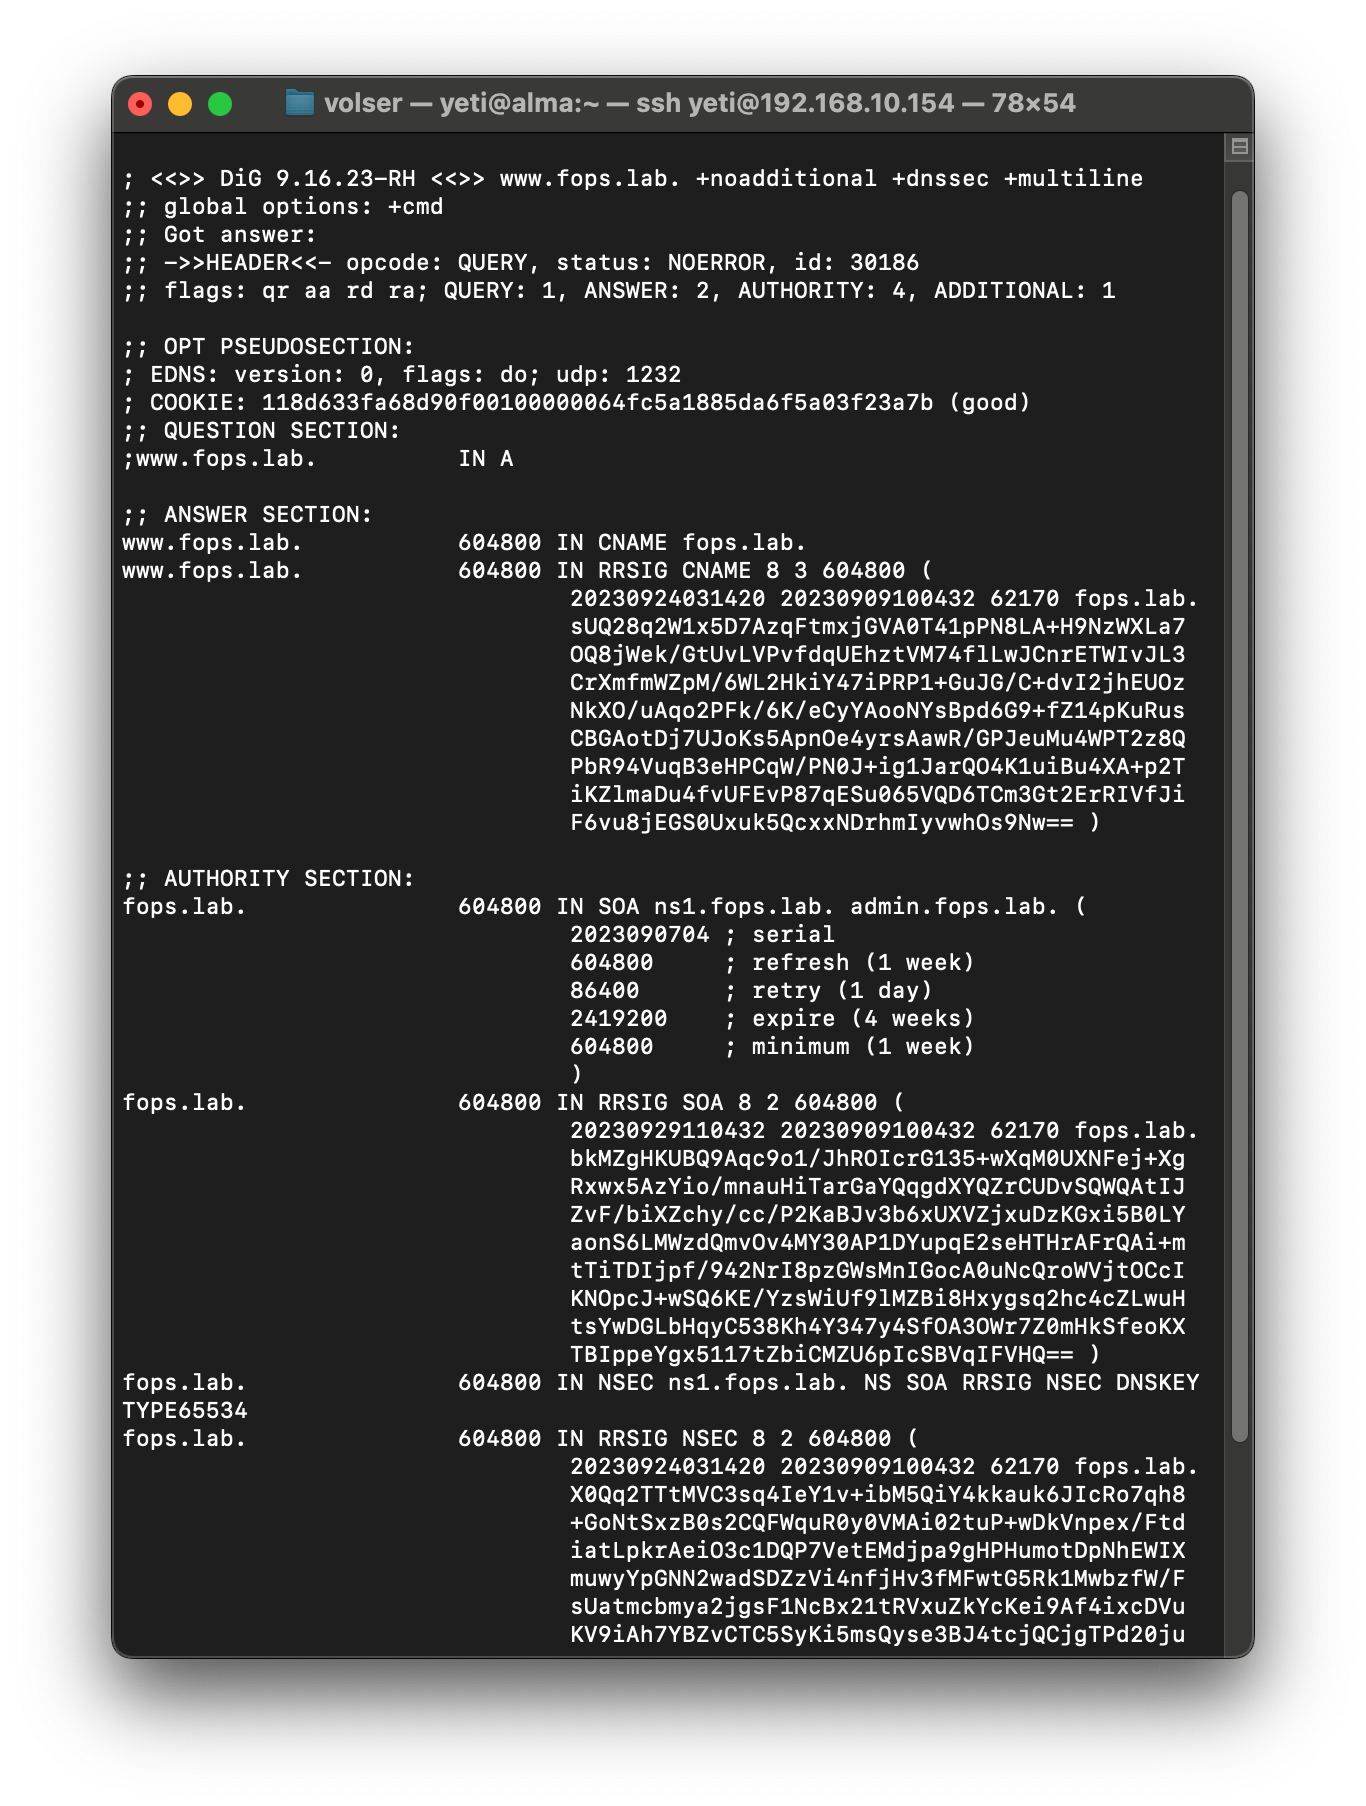 volser — yeti@alma:~ — ssh yeti@192.168.10.154 — 78×54
; <<>> DiG 9.16.23-RH <<>> www.fops.lab. +noadditional +dnssec +multiline
;; global options: +cmd
;; Got answer:
;; ->>HEADER<<- opcode: QUERY, status: NOERROR, id: 30186
;; flags: qr aa rd ra; QUERY: 1, ANSWER: 2, AUTHORITY: 4, ADDITIONAL: 1
;; OPT PSEUDOSECTION:
; EDNS: version: 0, flags: do; udp: 1232
; COOKIE: 118d633fa68d90f00100000064fc5a1885da6f5a03f23a7b (good)
;; QUESTION SECTION:
;www.fops.lab. IN A
;; ANSWER SECTION:
www.fops.lab. 604800 IN CNAME fops.lab.
www.fops.lab. 604800 IN RRSIG CNAME 8 3 604800 (
20230924031420 20230909100432 62170 fops.lab.
sUQ28q2W1x5D7AzqFtmxjGVA0T41pPN8LA+H9NzWXLa7
OQ8jWek/GtUvLVPvfdqUEhztVM74flLwJCnrETWIvJL3
CrXmfmWZpM/6WL2HkiY47iPRP1+GuJG/C+dvI2jhEUOz
NkXO/uAqo2PFk/6K/eCyYAooNYsBpd6G9+fZ14pKuRus
CBGAotDj7UJoKs5ApnOe4yrsAawR/GPJeuMu4WPT2z8Q
PbR94VuqB3eHPCqW/PN0J+ig1JarQO4K1uiBu4XA+p2T
iKZlmaDu4fvUFEvP87qESu065VQD6TCm3Gt2ErRIVfJi
F6vu8jEGS0Uxuk5QcxxNDrhmIyvwhOs9Nw== )
;; AUTHORITY SECTION:
fops.lab. 604800 IN SOA ns1.fops.lab. admin.fops.lab. (
2023090704 ; serial
604800 ; refresh (1 week)
86400 ; retry (1 day)
2419200 ; expire (4 weeks)
604800 ; minimum (1 week)
)
fops.lab. 604800 IN RRSIG SOA 8 2 604800 (
20230929110432 20230909100432 62170 fops.lab.
bkMZgHKUBQ9Aqc9o1/JhROIcrG135+wXqM0UXNFej+Xg
Rxwx5AzYio/mnauHiTarGaYQqgdXYQZrCUDvSQWQAtIJ
ZvF/biXZchy/cc/P2KaBJv3b6xUXVZjxuDzKGxi5B0LY
aonS6LMWzdQmvOv4MY30AP1DYupqE2seHTHrAFrQAi+m
tTiTDIjpf/942NrI8pzGWsMnIGocA0uNcQroWVjtOCcI
KNOpcJ+wSQ6KE/YzsWiUf9lMZBi8Hxygsq2hc4cZLwuH
tsYwDGLbHqyC538Kh4Y347y4SfOA3OWr7Z0mHkSfeoKX
TBIppeYgx5117tZbiCMZU6pIcSBVqIFVHQ== )
fops.lab. 604800 IN NSEC ns1.fops.lab. NS SOA RRSIG NSEC DNSKEY
TYPE65534
fops.lab. 604800 IN RRSIG NSEC 8 2 604800 (
20230924031420 20230909100432 62170 fops.lab.
X0Qq2TTtMVC3sq4IeY1v+ibM5QiY4kkauk6JIcRo7qh8
+GoNtSxzB0s2CQFWquR0y0VMAi02tuP+wDkVnpex/Ftd
iatLpkrAeiO3c1DQP7VetEMdjpa9gHPHumotDpNhEWIX
muwyYpGNN2wadSDZzVi4nfjHv3fMFwtG5Rk1MwbzfW/F
sUatmcbmya2jgsF1NcBx21tRVxuZkYcKei9Af4ixcDVu
KV9iAh7YBZvCTC5SyKi5msQyse3BJ4tcjQCjgTPd20ju